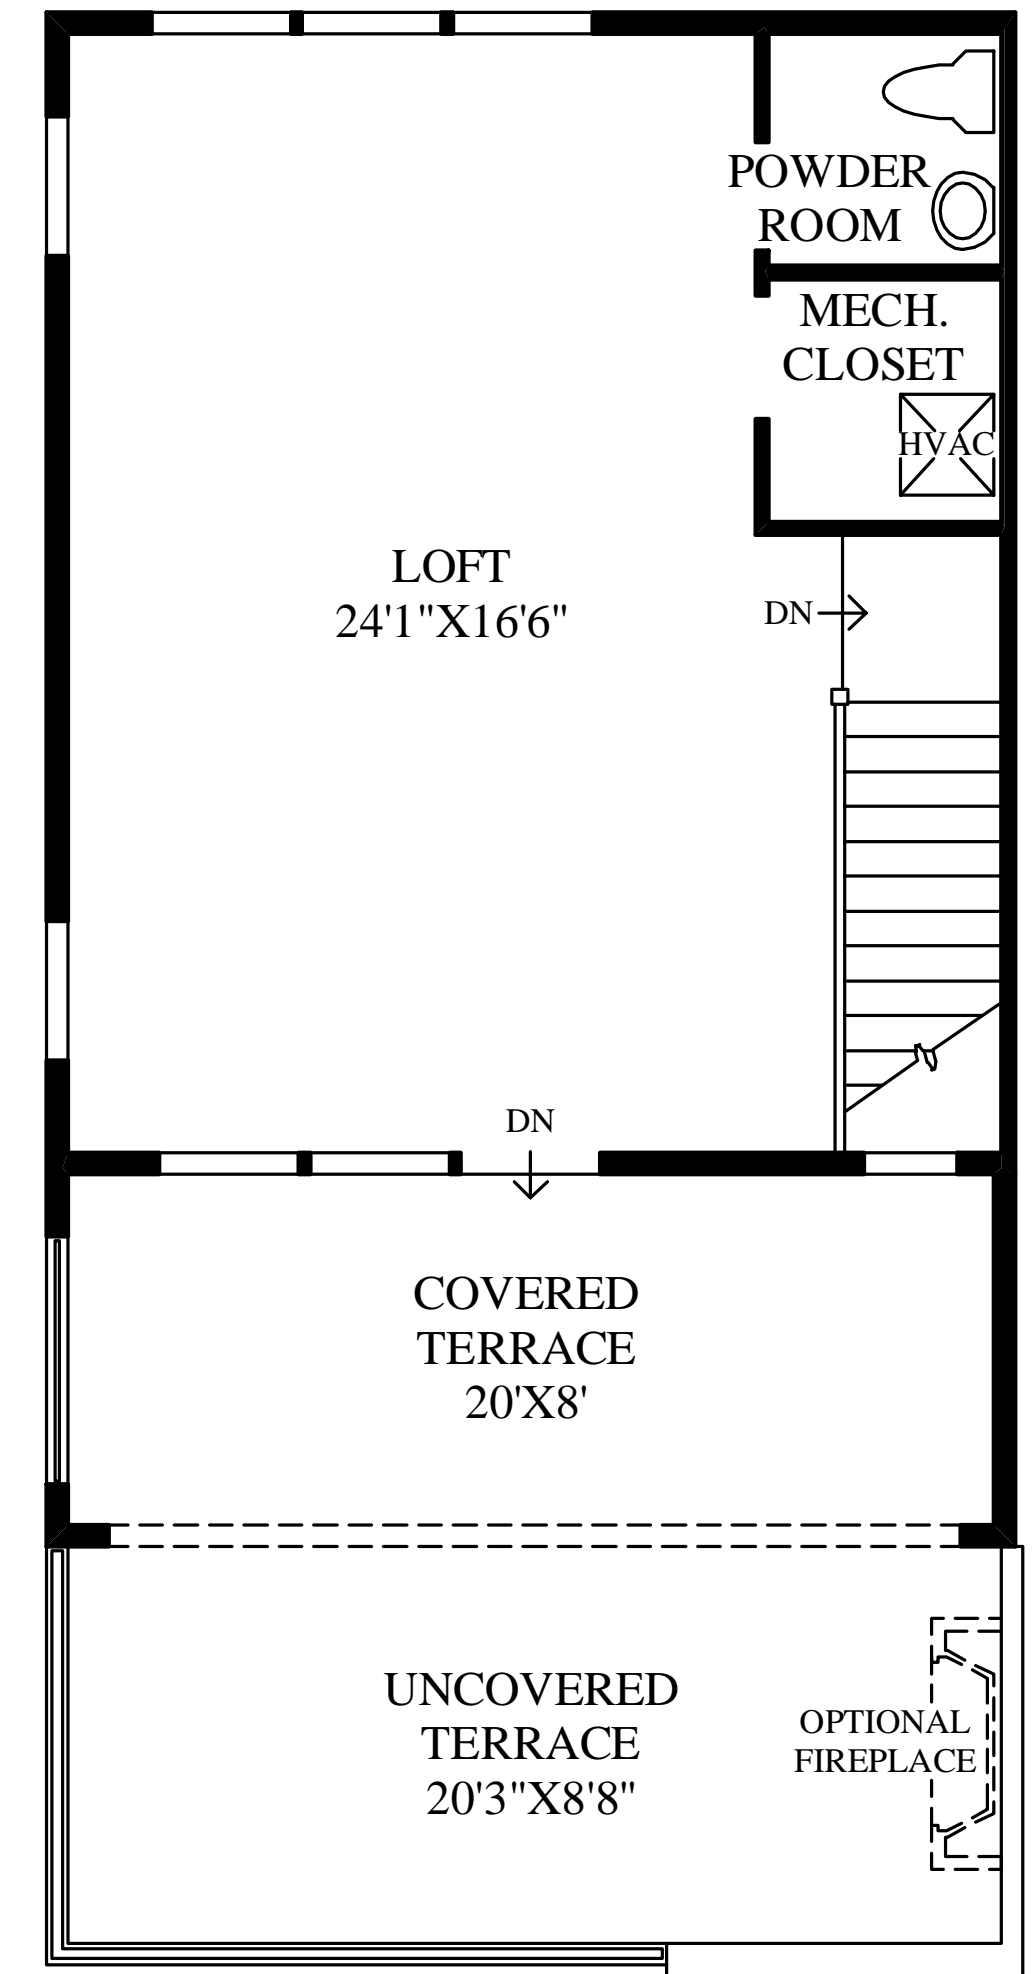 POWDER
ROOM
MECH.
CLOSET
HVAC
LOFT
24'1"X16'6"
DN
DN
COVERED
TERRACE
20'X8'
UNCOVERED
TERRACE
20'3"X8'8"
OPTIONAL
FIREPLACE